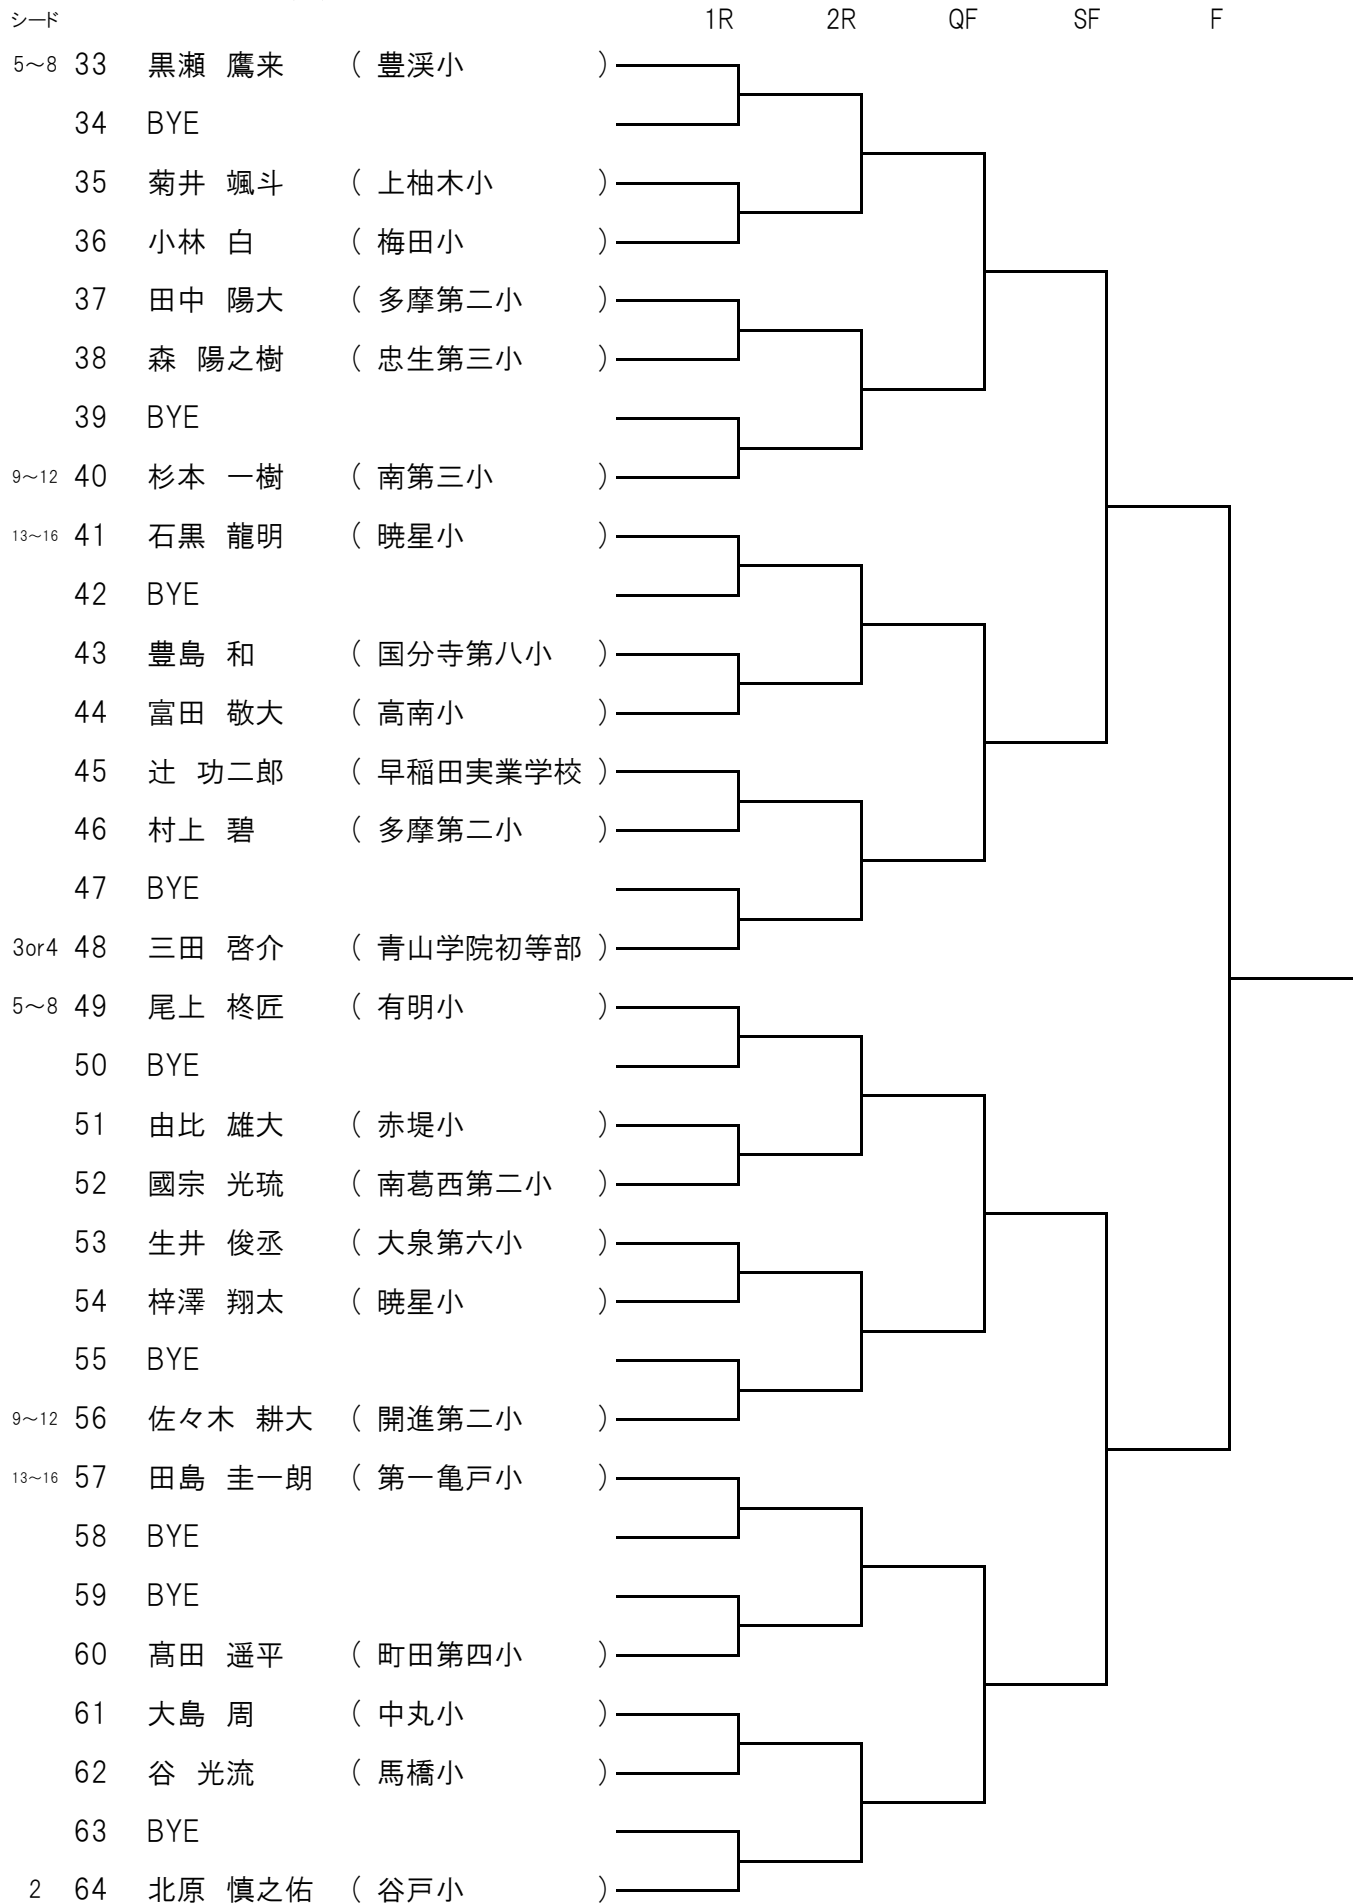 シード 1R 2R QF SF F
5～8 33 黒瀬 鷹来 ( 豊渓小 )
34 BYE
35 菊井 颯斗 ( 上柚木小 )
36 小林 白 ( 梅田小 )
37 田中 陽大 ( 多摩第二小 )
38 森 陽之樹 ( 忠生第三小 )
39 BYE
9～12 40 杉本 一樹 ( 南第三小 )
13～16 41 石黒 龍明 ( 暁星小 )
42 BYE
43 豊島 和 ( 国分寺第八小 )
44 富田 敬大 ( 高南小 )
45 辻 功二郎 ( 早稲田実業学校 )
46 村上 碧 ( 多摩第二小 )
47 BYE
3or4 48 三田 啓介 ( 青山学院初等部 )
5～8 49 尾上 柊匠 ( 有明小 )
50 BYE
51 由比 雄大 ( 赤堤小 )
52 國宗 光琉 ( 南葛西第二小 )
53 生井 俊丞 ( 大泉第六小 )
54 梓澤 翔太 ( 暁星小 )
55 BYE
9～12 56 佐々木 耕大 ( 開進第二小 )
13～16 57 田島 圭一朗 ( 第一亀戸小 )
58 BYE
59 BYE
60 髙田 遥平 ( 町田第四小 )
61 大島 周 ( 中丸小 )
62 谷 光流 ( 馬橋小 )
63 BYE
2 64 北原 慎之佑 ( 谷戸小 )